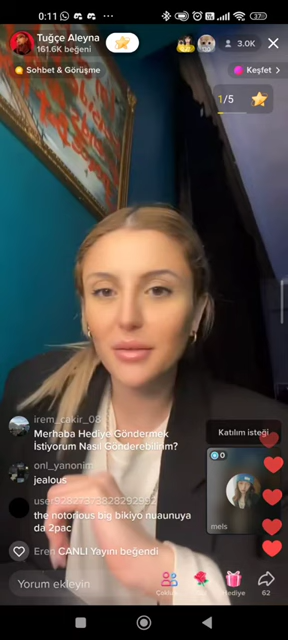 0:11
37
Tuğçe Aleyna
161.6K beğeni
3.0K
Sohbet & Görüşme
Keşfet >
1/5
irem_cakir_08
Merhaba Hediye Göndermek
İstiyorum Nasıl Gönderebilirim?
Katılım isteği
onl_yanonim
jealous
0
the notorious big bikiyo nuaunuya
da 2pac
mels
Eren CANLI Yayını beğendi
Yorum ekleyin
Hediye
62